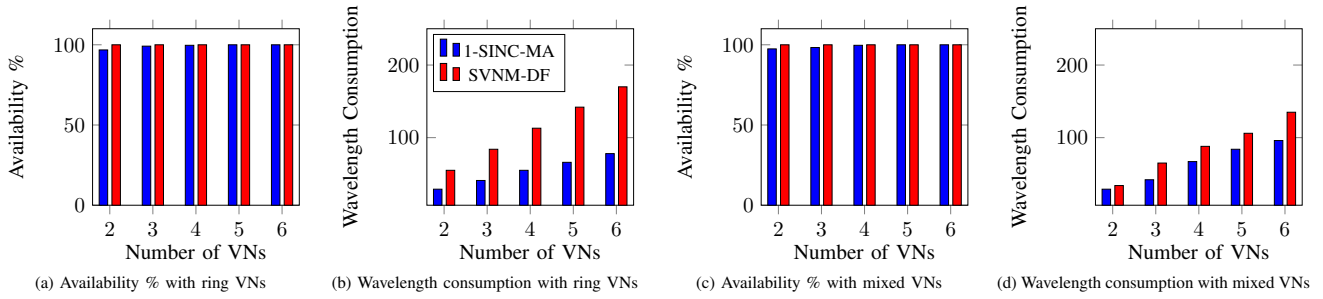 Availability %
100
50
0
2 3 4 5 6
Number of VNs
(a) Availability % with ring VNs
Wavelength Consumption
200
100
1-SINC-MA
SVNM-DF
2 3 4 5 6
Number of VNs
(b) Wavelength consumption with ring VNs
Availability %
100
50
0
2 3 4 5 6
Number of VNs
(c) Availability % with mixed VNs
Wavelength Consumption
200
100
2 3 4 5 6
Number of VNs
(d) Wavelength consumption with mixed VNs